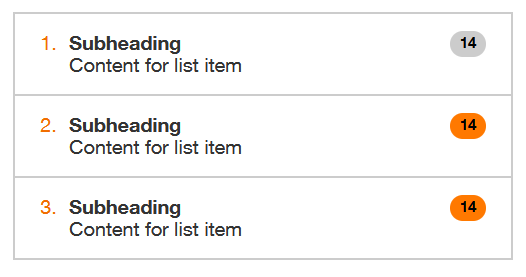 1. Subheading 14
Content for list item
2. Subheading 14
Content for list item
3. Subheading 14
Content for list item